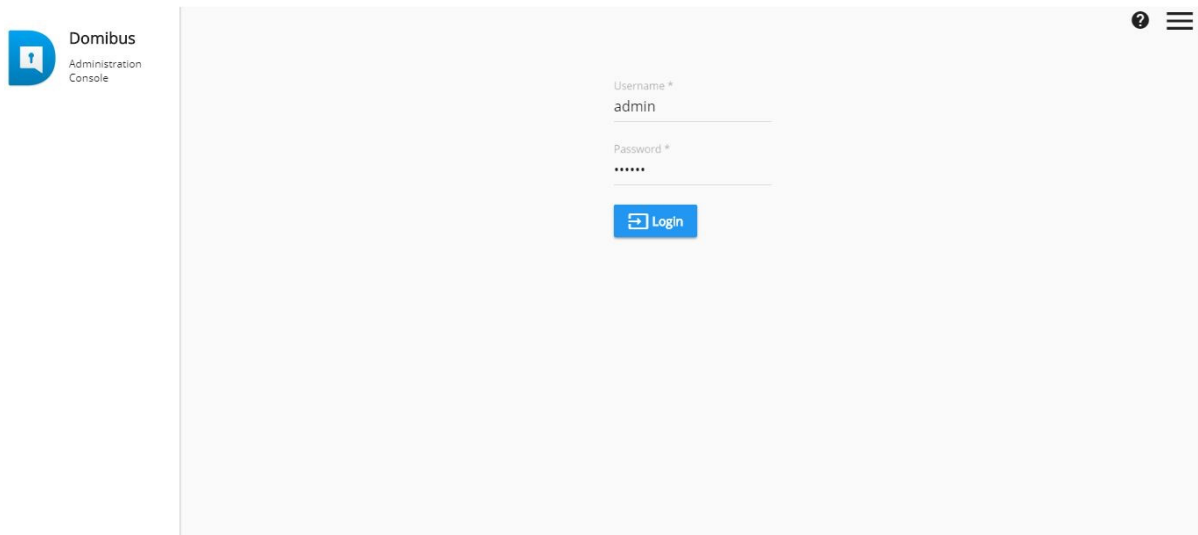 Domibus
Administration
Console
Username *
admin
Password *
••••••
Login